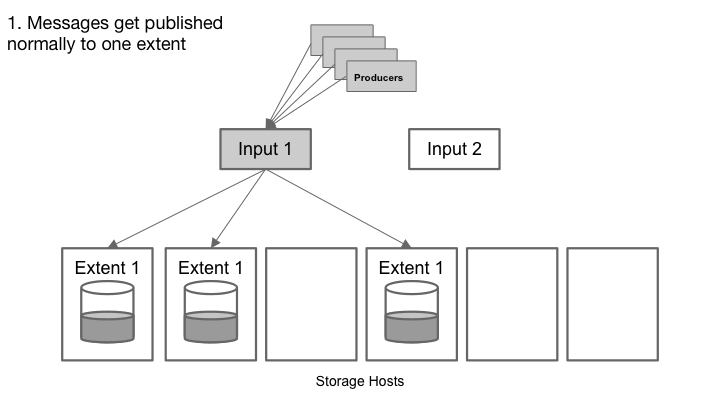 1. Messages get published
normally to one extent
Producers
Input 1
Input 2
Extent 1
Extent 1
Extent 1
Storage Hosts